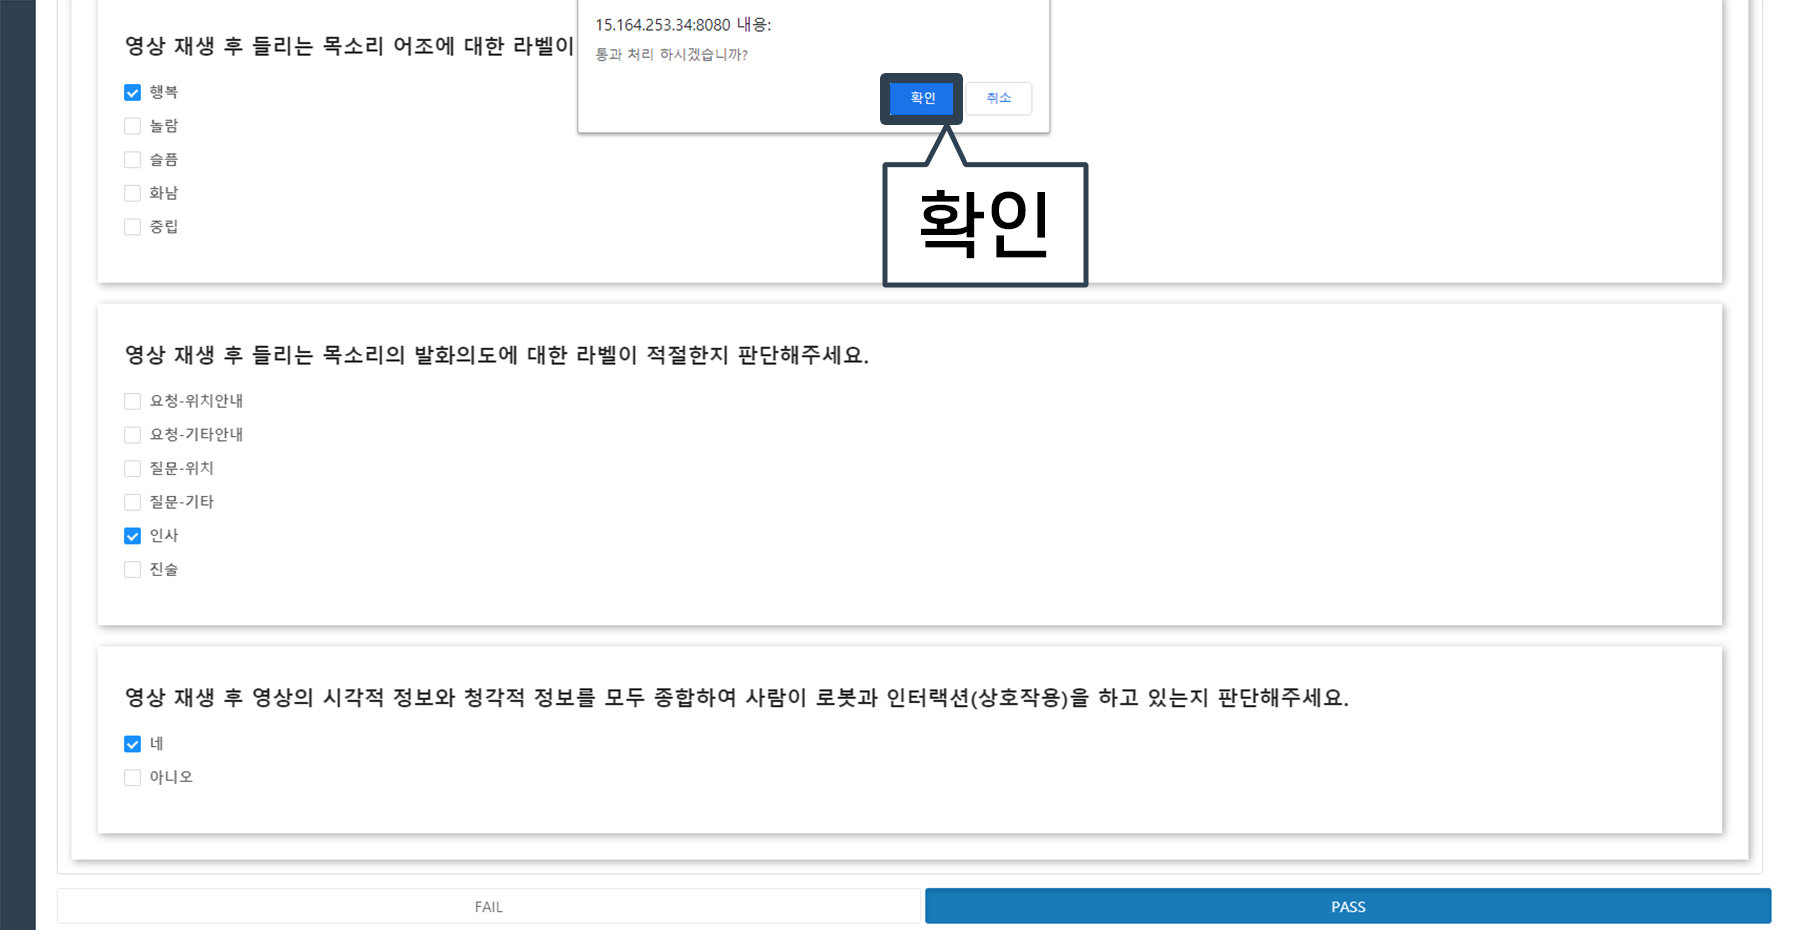 15.164.253.34:8080 내용:
통과 처리 하시겠습니까?
확인 취소
확인
영상 재생 후 들리는 목소리 어조에 대한 라벨이
행복
놀람
슬픔
화남
중립
영상 재생 후 들리는 목소리의 발화의도에 대한 라벨이 적절한지 판단해주세요.
요청-위치안내
요청-기타안내
질문-위치
질문-기타
인사
진술
영상 재생 후 영상의 시각적 정보와 청각적 정보를 모두 종합하여 사람이 로봇과 인터랙션(상호작용)을 하고 있는지 판단해주세요.
네
아니오
FAIL PASS